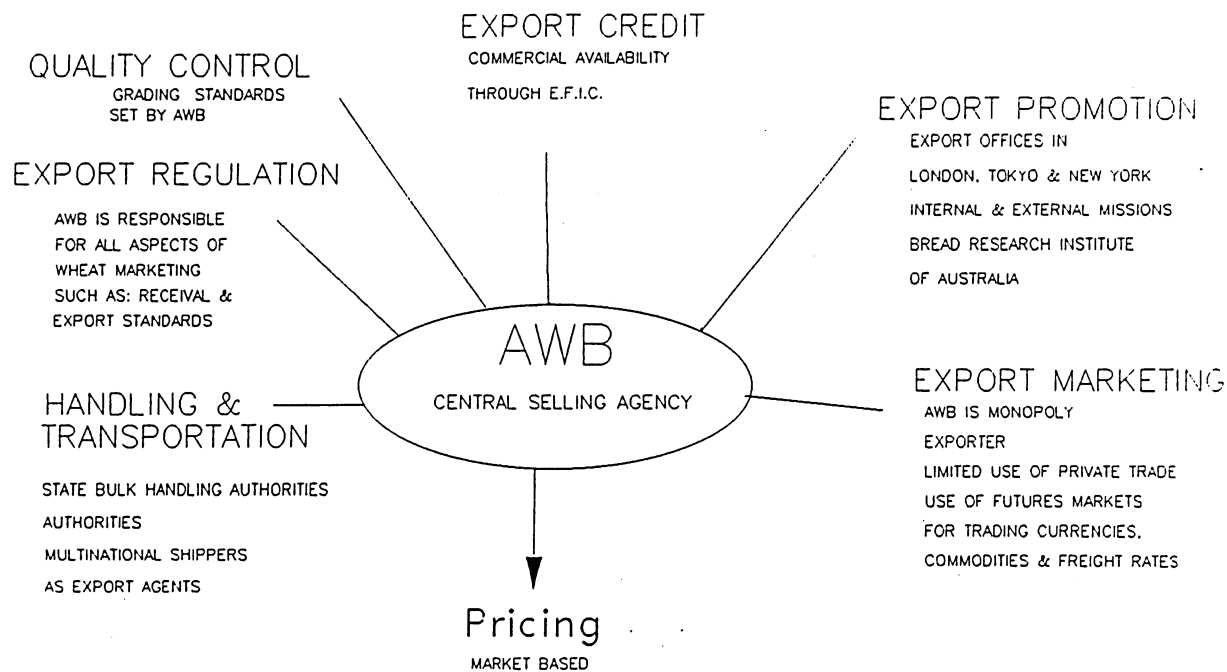 EXPORT CREDIT
COMMERCIAL AVAILABILITY
THROUGH E.F.I.C.
QUALITY CONTROL
GRADING STANDARDS
SET BY AWB
EXPORT PROMOTION
EXPORT OFFICES IN
LONDON, TOKYO & NEW YORK
INTERNAL & EXTERNAL MISSIONS
BREAD RESEARCH INSTITUTE
OF AUSTRALIA
EXPORT REGULATION
AWB IS RESPONSIBLE
FOR ALL ASPECTS OF
WHEAT MARKETING
SUCH AS: RECEIVAL &
EXPORT STANDARDS
AWB
CENTRAL SELLING AGENCY
EXPORT MARKETING
AWB IS MONOPOLY
EXPORTER
LIMITED USE OF PRIVATE TRADE
USE OF FUTURES MARKETS
FOR TRADING CURRENCIES,
COMMODITIES & FREIGHT RATES
HANDLING &
TRANSPORTATION
STATE BULK HANDLING AUTHORITIES
AUTHORITIES
MULTINATIONAL SHIPPERS
AS EXPORT AGENTS
Pricing
MARKET BASED